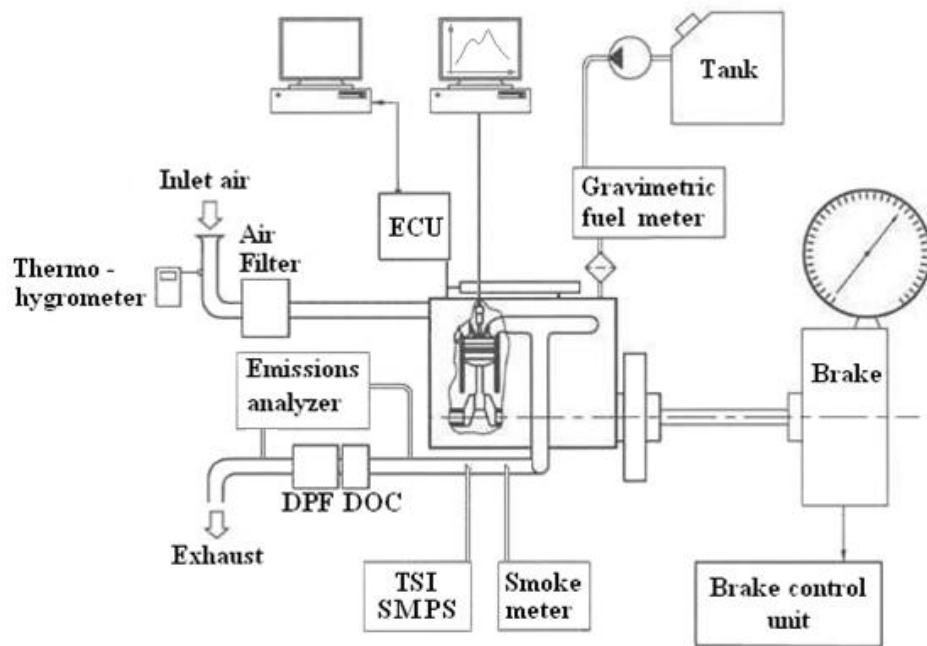 Tank
Inlet air
Gravimetric
fuel meter
ECU
Air
Filter
Thermo -
hygrometer
Emissions
analyzer
Brake
DPF DOC
Exhaust
TSI
SMPS
Smoke
meter
Brake control
unit